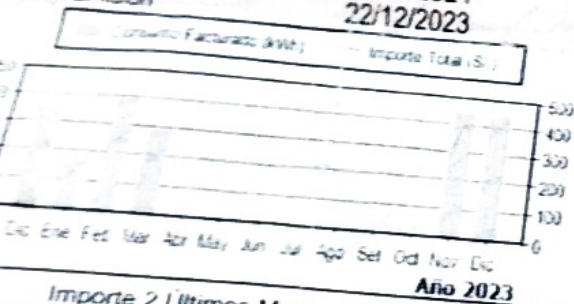 22/12/2023
Consumo Facturado (kWh) Importe Total (S/.)
500
400
300
200
100
0
Dic Ene Feb Mar Abr May Jun Jul Ago Set Oct Nov Dic
Año 2023
Importe 2 Últimos